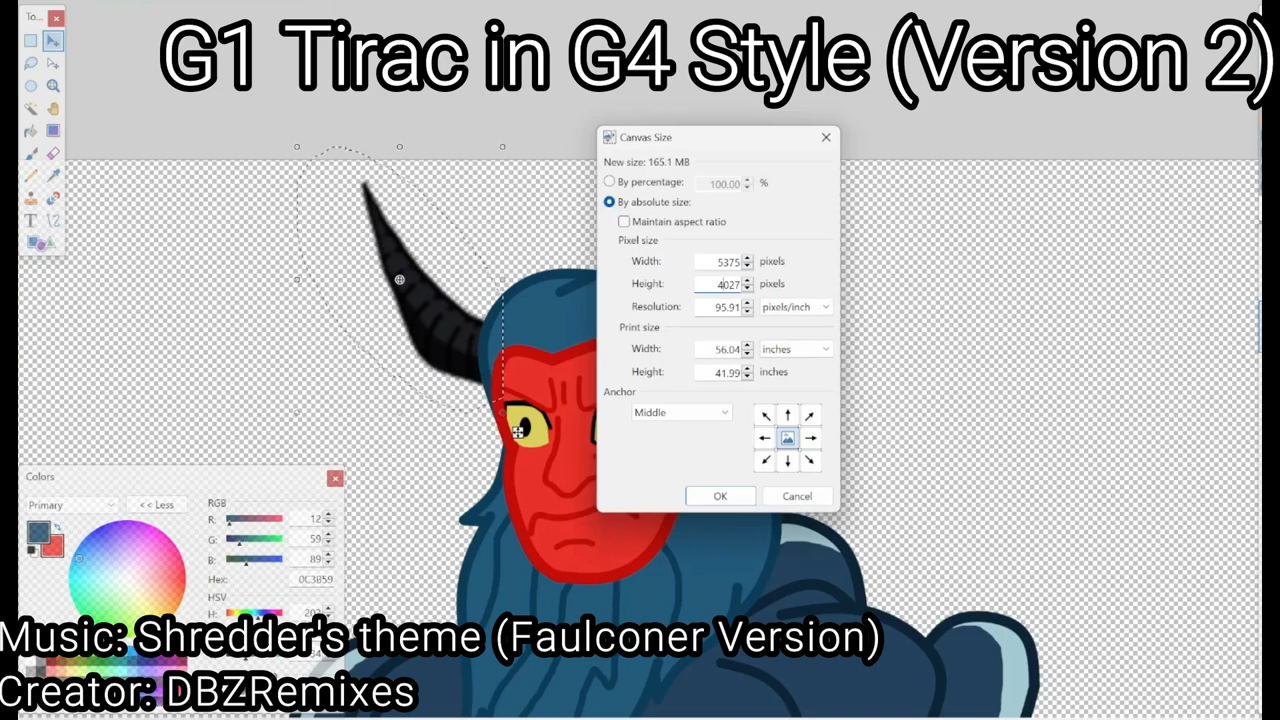 G1 Tirac in G4 Style (Version 2)
To...
Canvas Size
New size: 165.1 MB
By percentage: 100.00 %
By absolute size:
Maintain aspect ratio
Pixel size
Width: 5375 pixels
Height: 4027 pixels
Resolution: 95.91 pixels/inch
Print size
Width: 56.04 inches
Height: 41.99 inches
Anchor
Middle
OK Cancel
Colors
Primary << Less RGB
R: 12
G: 59
B: 89
Hex: 0C3B59
HSV
H:
Music: Shredder's theme (Faulconer Version)
Creator: DBZRemixes